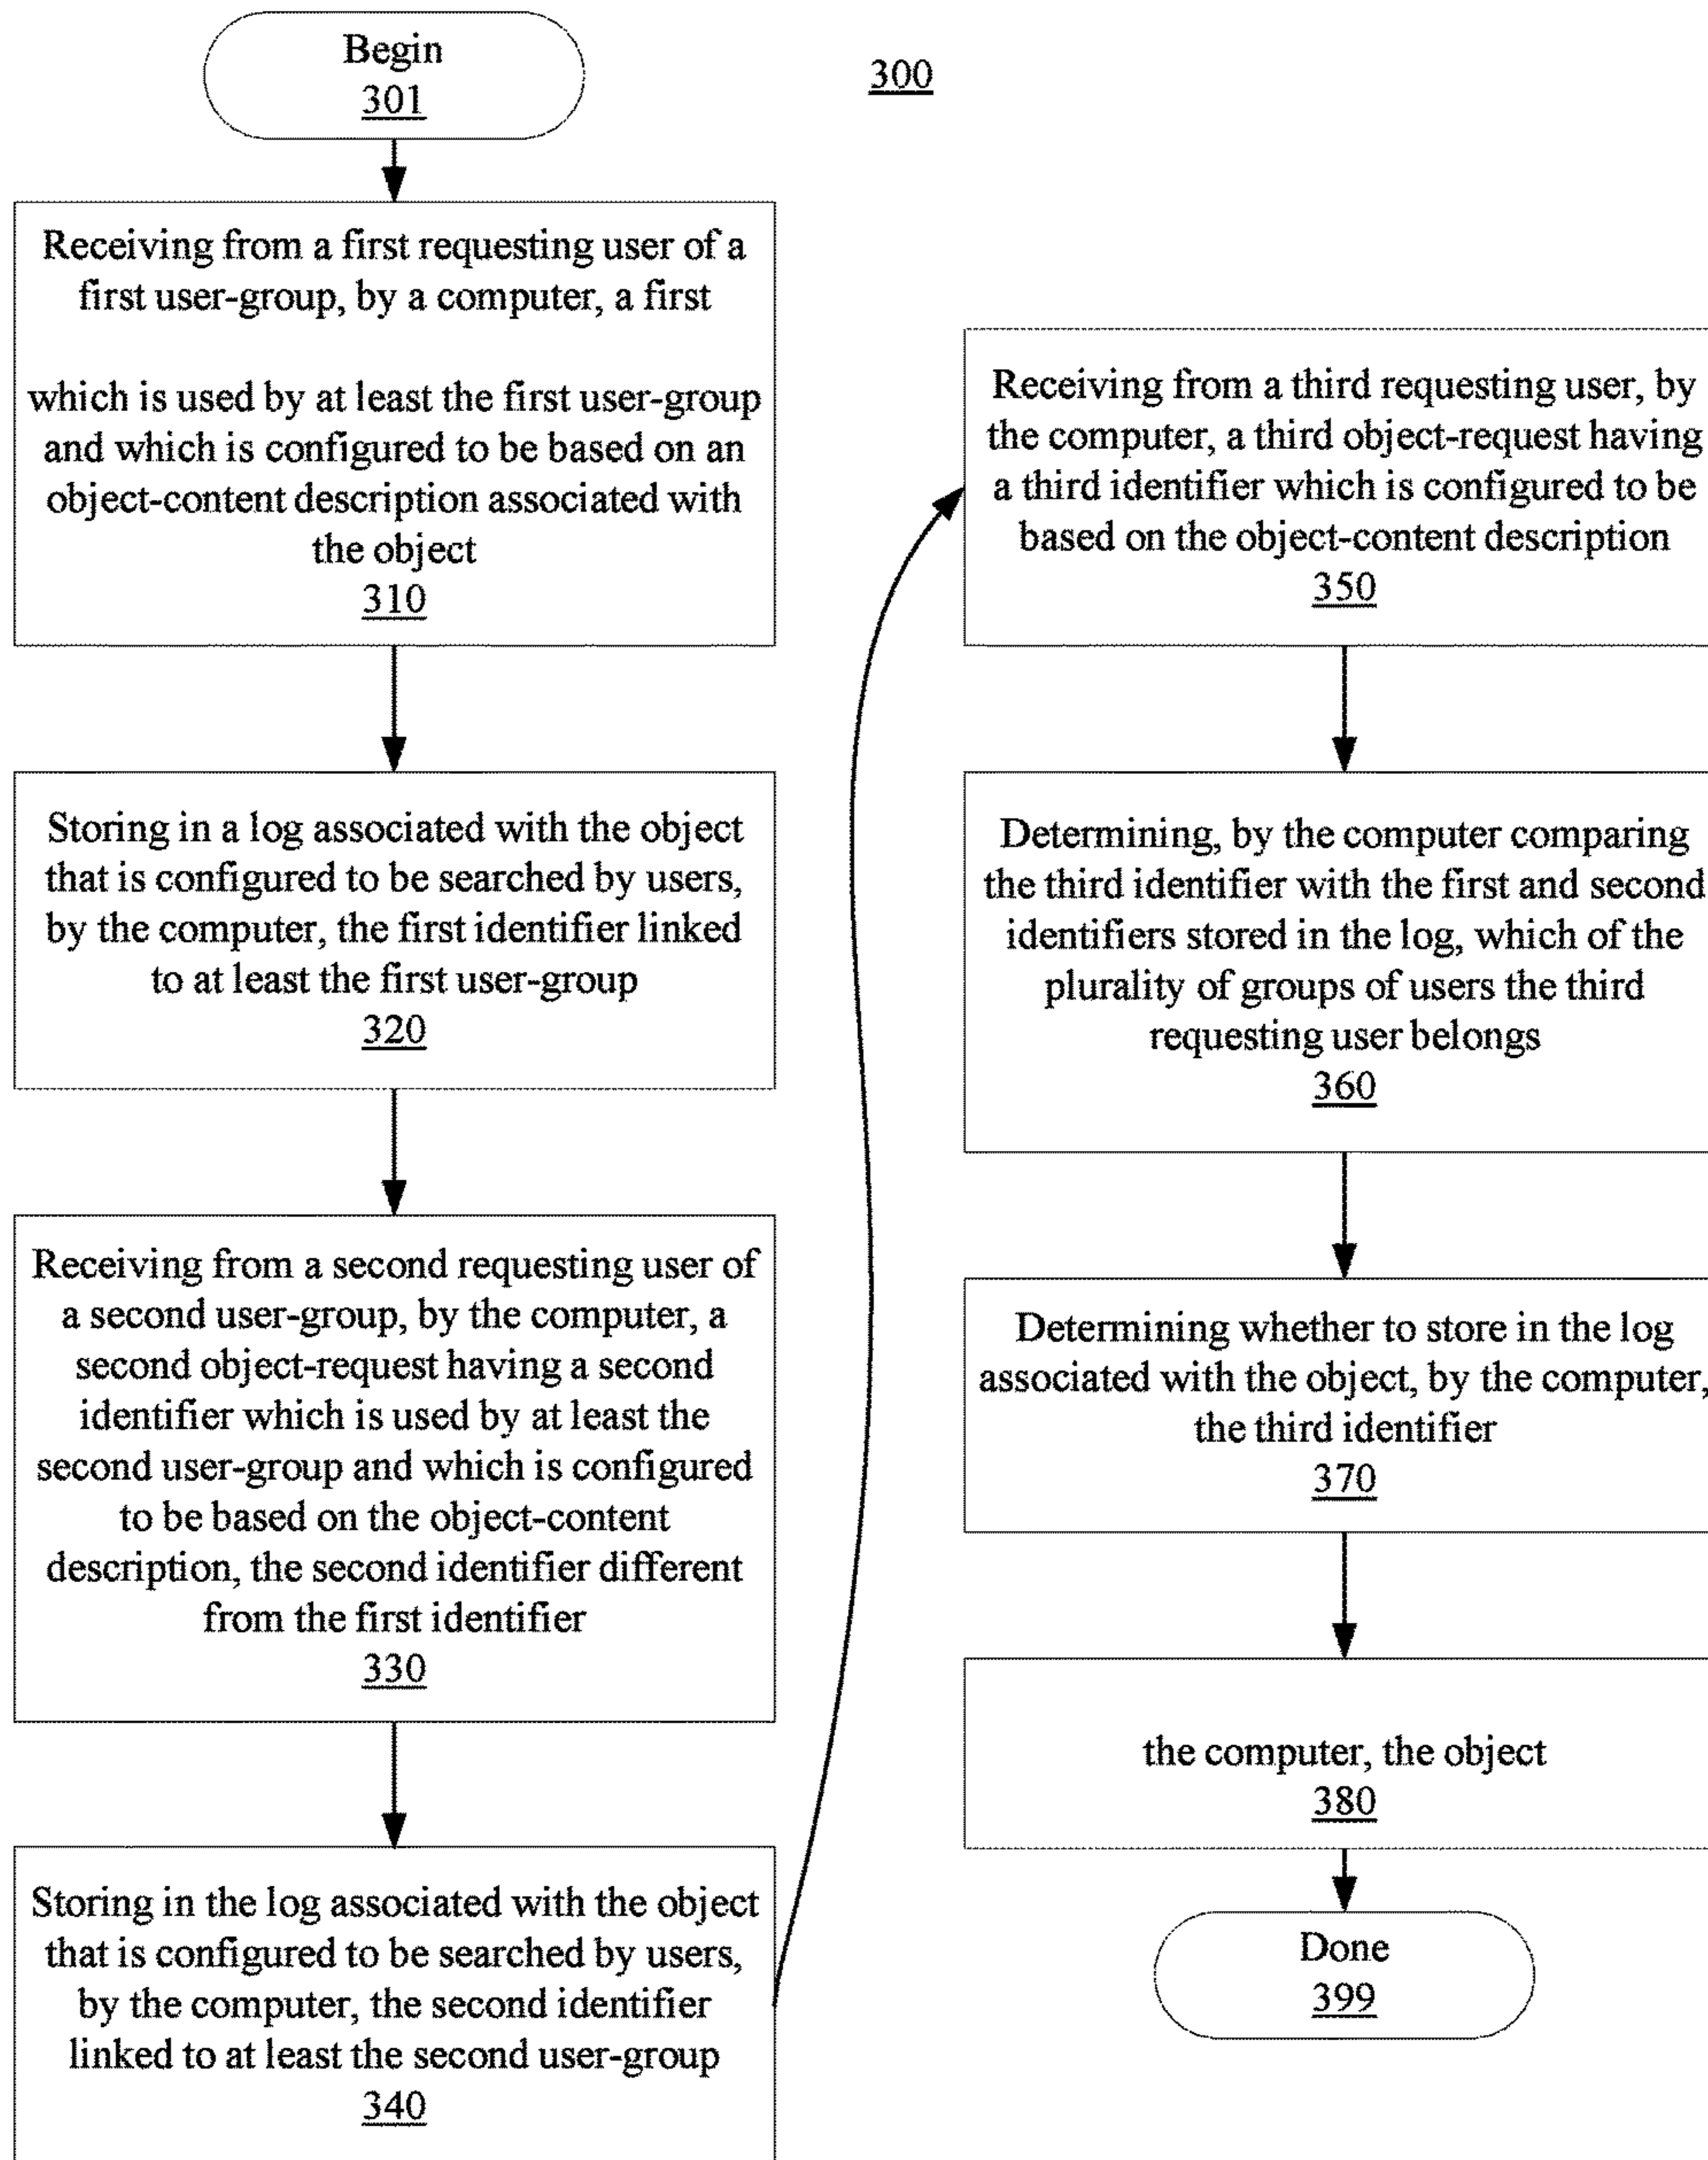 Begin
301
300
Receiving from a first requesting user of a
first user-group, by a computer, a first
which is used by at least the first user-group
and which is configured to be based on an
object-content description associated with
the object
310
Storing in a log associated with the object
that is configured to be searched by users,
by the computer, the first identifier linked
to at least the first user-group
320
Receiving from a second requesting user of
a second user-group, by the computer, a
second object-request having a second
identifier which is used by at least the
second user-group and which is configured
to be based on the object-content
description, the second identifier different
from the first identifier
330
Storing in the log associated with the object
that is configured to be searched by users,
by the computer, the second identifier
linked to at least the second user-group
340
Receiving from a third requesting user, by
the computer, a third object-request having
a third identifier which is configured to be
based on the object-content description
350
Determining, by the computer comparing
the third identifier with the first and second
identifiers stored in the log, which of the
plurality of groups of users the third
requesting user belongs
360
Determining whether to store in the log
associated with the object, by the computer,
the third identifier
370
the computer, the object
380
Done
399